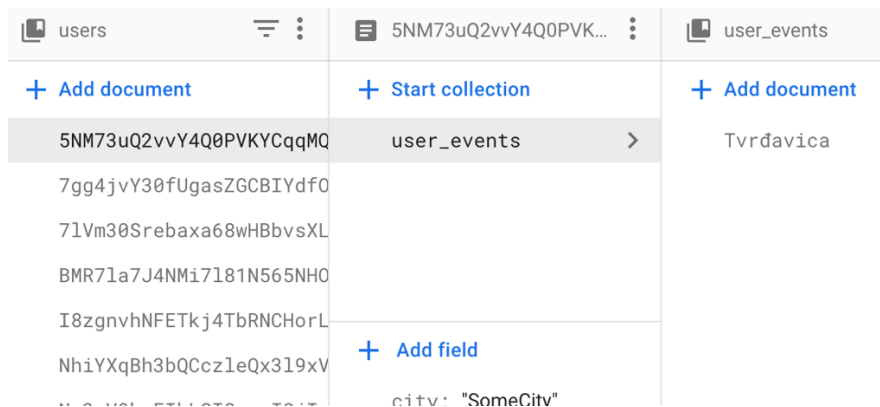 users
Add document
5NM73uQ2vvY4Q0PVKYCqqMQ
7gg4jvY30fUgasZGCBIYdfO
7lVm30Srebaxa68wHBbvsXL
BMR7la7J4NMi7l81N565NHO
I8zgnvhNFETkj4TbRNCHorL
NhiYXqBh3bQCczleQx3l9xV
5NM73uQ2vvY4Q0PVK...
Start collection
user_events
Add field
city: "SomeCity"
user_events
Add document
Tvrđavica